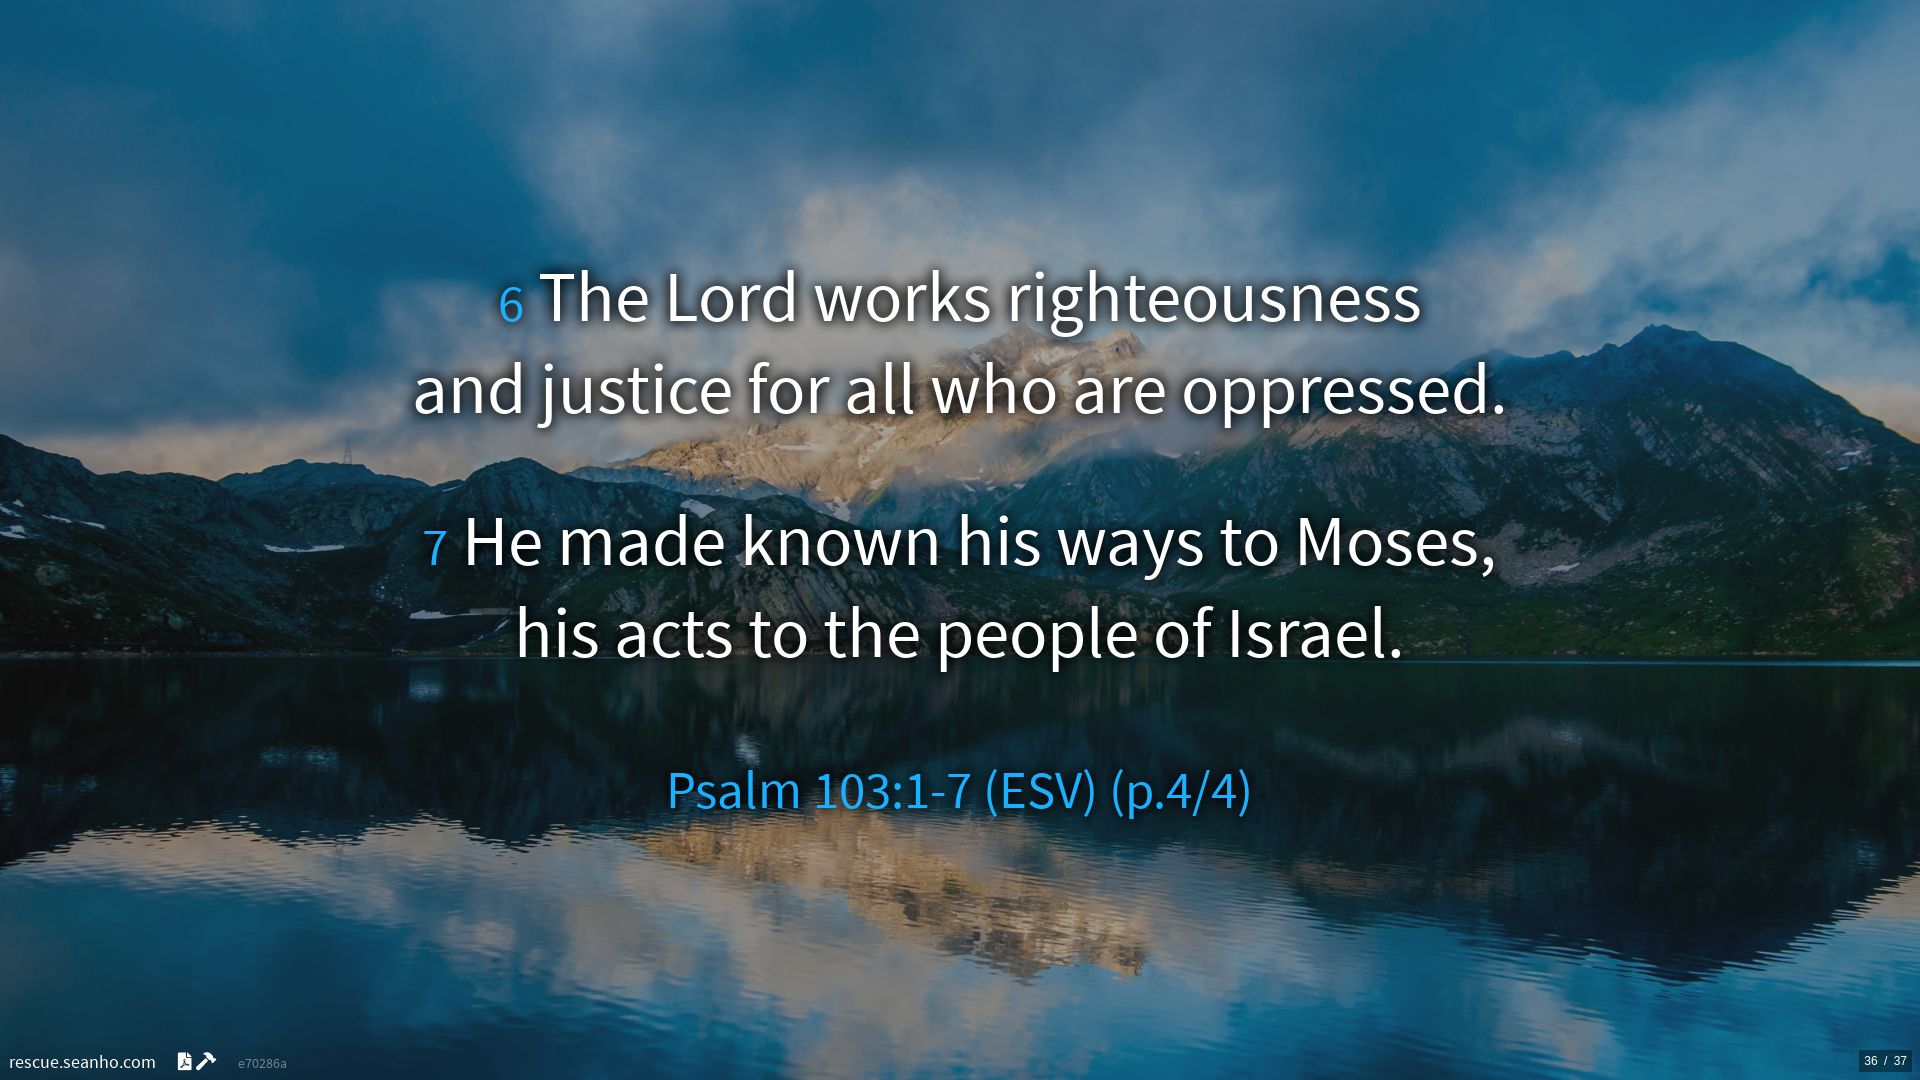 6 The Lord works righteousness
and justice for all who are oppressed.
7 He made known his ways to Moses,
his acts to the people of Israel.
Psalm 103:1-7 (ESV) (p.4/4)
rescue.seanho.com e70286a
36 / 37